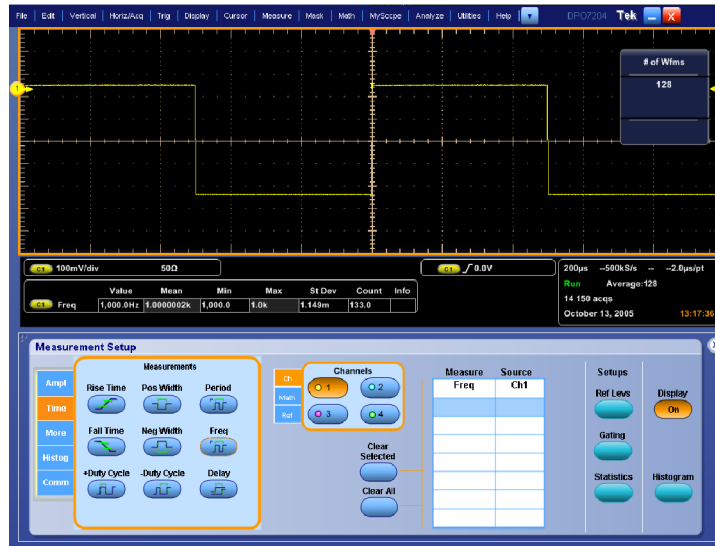 File Edit Vertical Horiz/Acq Trig Display Cursor Measure Mask Math MyScope Analyze Utilities Help DPO7204 Tek
# of Wfms
128
1
C1 100mV/div 50Ω
C1 0.0V
200µs --500kS/s -- --2.0µs/pt
Run Average:128
14 150 acqs
October 13, 2005 13:17:36
Value Mean Min Max St Dev Count Info
C1 Freq 1,000.0Hz 1.0000002k 1,000.0 1.0k 1.149m 133.0
Measurement Setup
Ampl
Time
More
Histog
Comm
Measurements
Rise Time Pos Width Period
Fall Time Neg Width Freq
+Duty Cycle -Duty Cycle Delay
Ch
Math
Ref
Channels
1 2
3 4
Clear Selected
Clear All
Measure Source
Freq Ch1
Setups
Ref Levs
Gating
Statistics
Display
On
Histogram